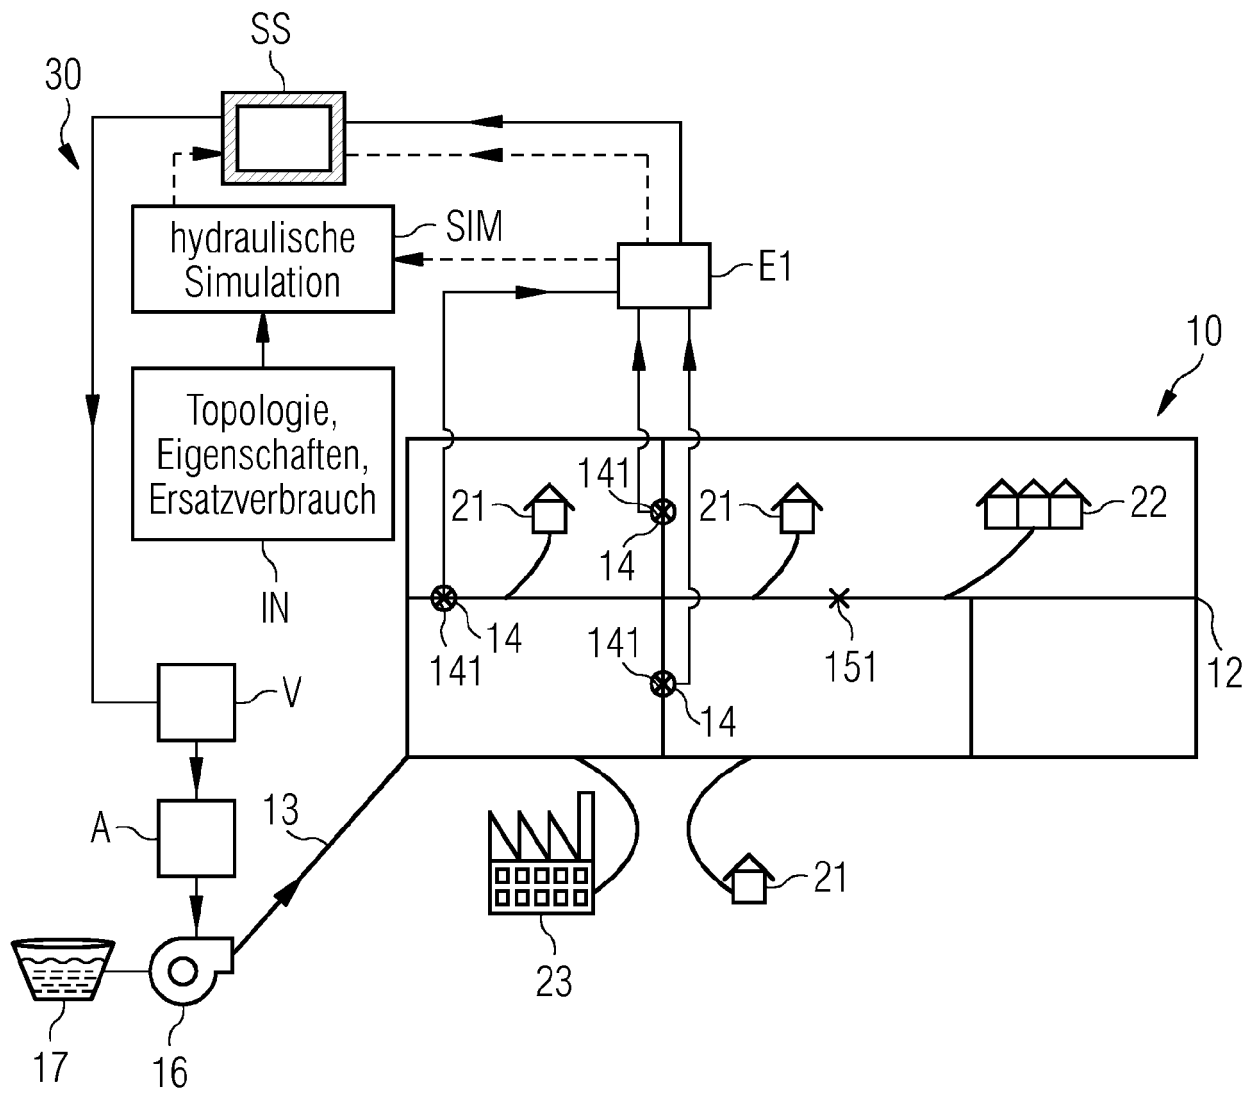 SS
30
hydraulische
Simulation
SIM
E1
10
Topologie,
Eigenschaften,
Ersatzverbrauch
IN
21
141
14
21
22
141
14
141
14
151
12
V
A
13
21
23
17
16